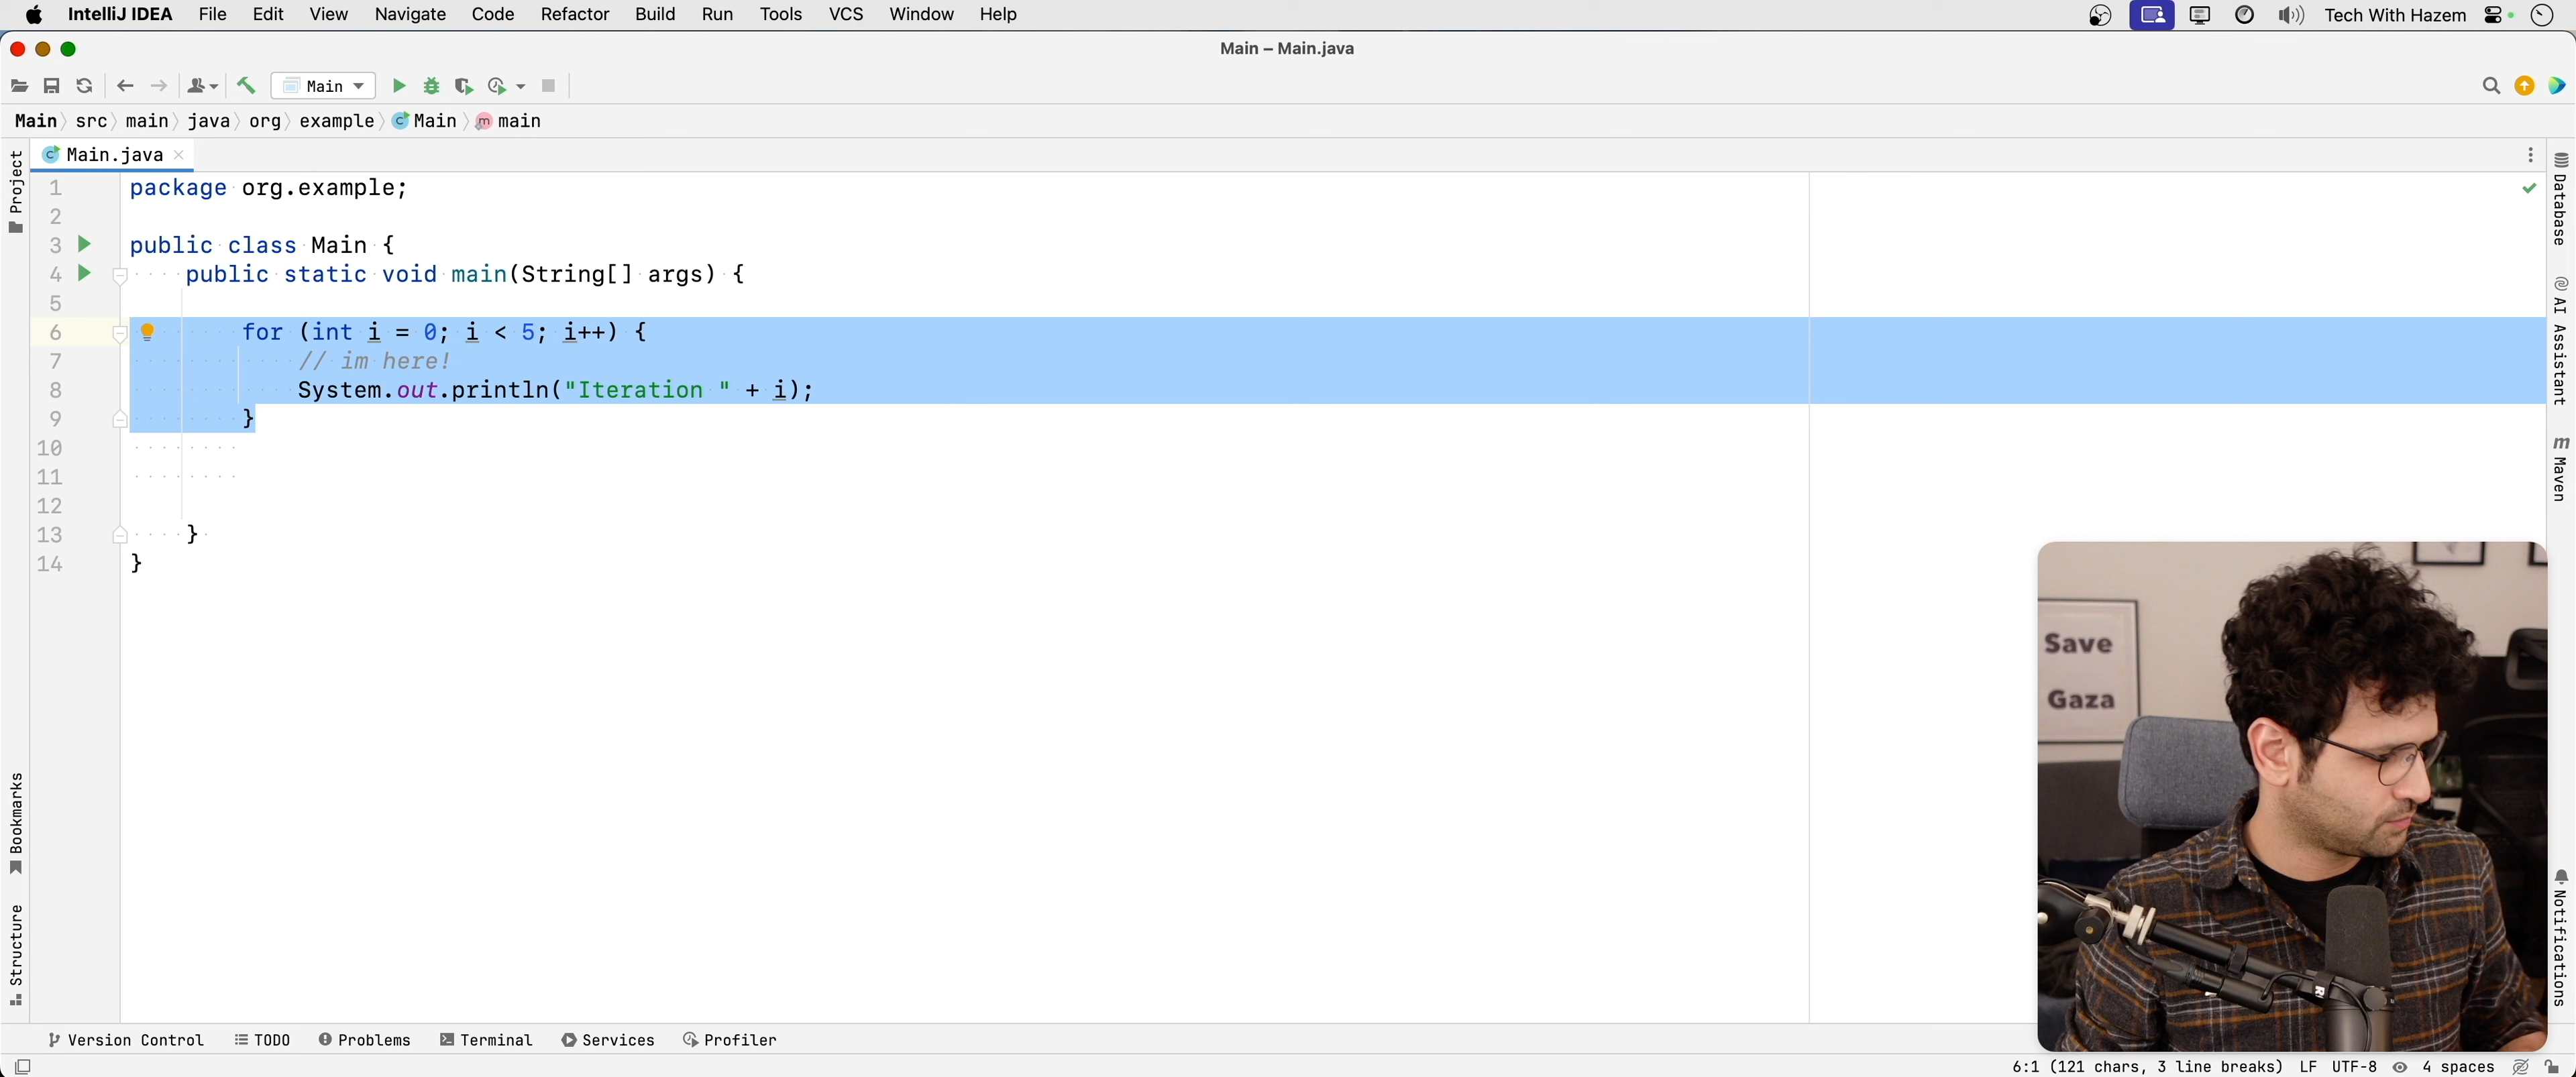 IntelliJ IDEA File Edit View Navigate Code Refactor Build Run Tools VCS Window Help Tech With Hazem
Main – Main.java
Main
Main src main java org example Main main
Main.java
1 package org.example;
2
3 public class Main {
4 public static void main(String[] args) {
5
6 for (int i = 0; i < 5; i++) {
7 // im here!
8 System.out.println("Iteration " + i);
9 }
10
11
12
13 }
14 }
Project
Bookmarks
Structure
Database
AI Assistant
Maven
Notifications
Save
Gaza
Version Control TODO Problems Terminal Services Profiler
6:1 (121 chars, 3 line breaks) LF UTF-8 4 spaces